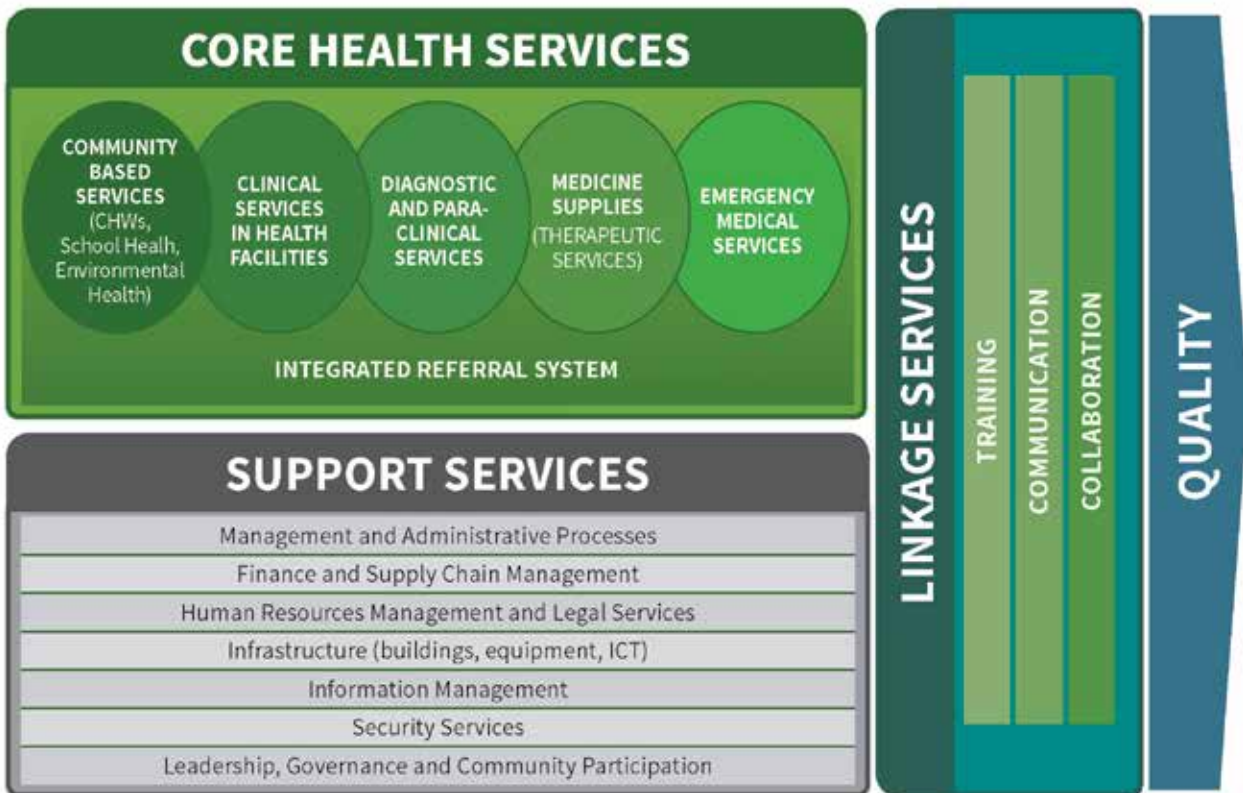 CORE HEALTH SERVICES
COMMUNITY
BASED
SERVICES
(CHWs,
School Healh,
Environmental
Health)
CLINICAL
SERVICES
IN HEALTH
FACILITIES
DIAGNOSTIC
AND PARA-
CLINICAL
SERVICES
MEDICINE
SUPPLIES
(THERAPEUTIC
SERVICES)
EMERGENCY
MEDICAL
SERVICES
INTEGRATED REFERRAL SYSTEM
SUPPORT SERVICES
Management and Administrative Processes
Finance and Supply Chain Management
Human Resources Management and Legal Services
Infrastructure (buildings, equipment, ICT)
Information Management
Security Services
Leadership, Governance and Community Participation
LINKAGE SERVICES
TRAINING
COMMUNICATION
COLLABORATION
QUALITY